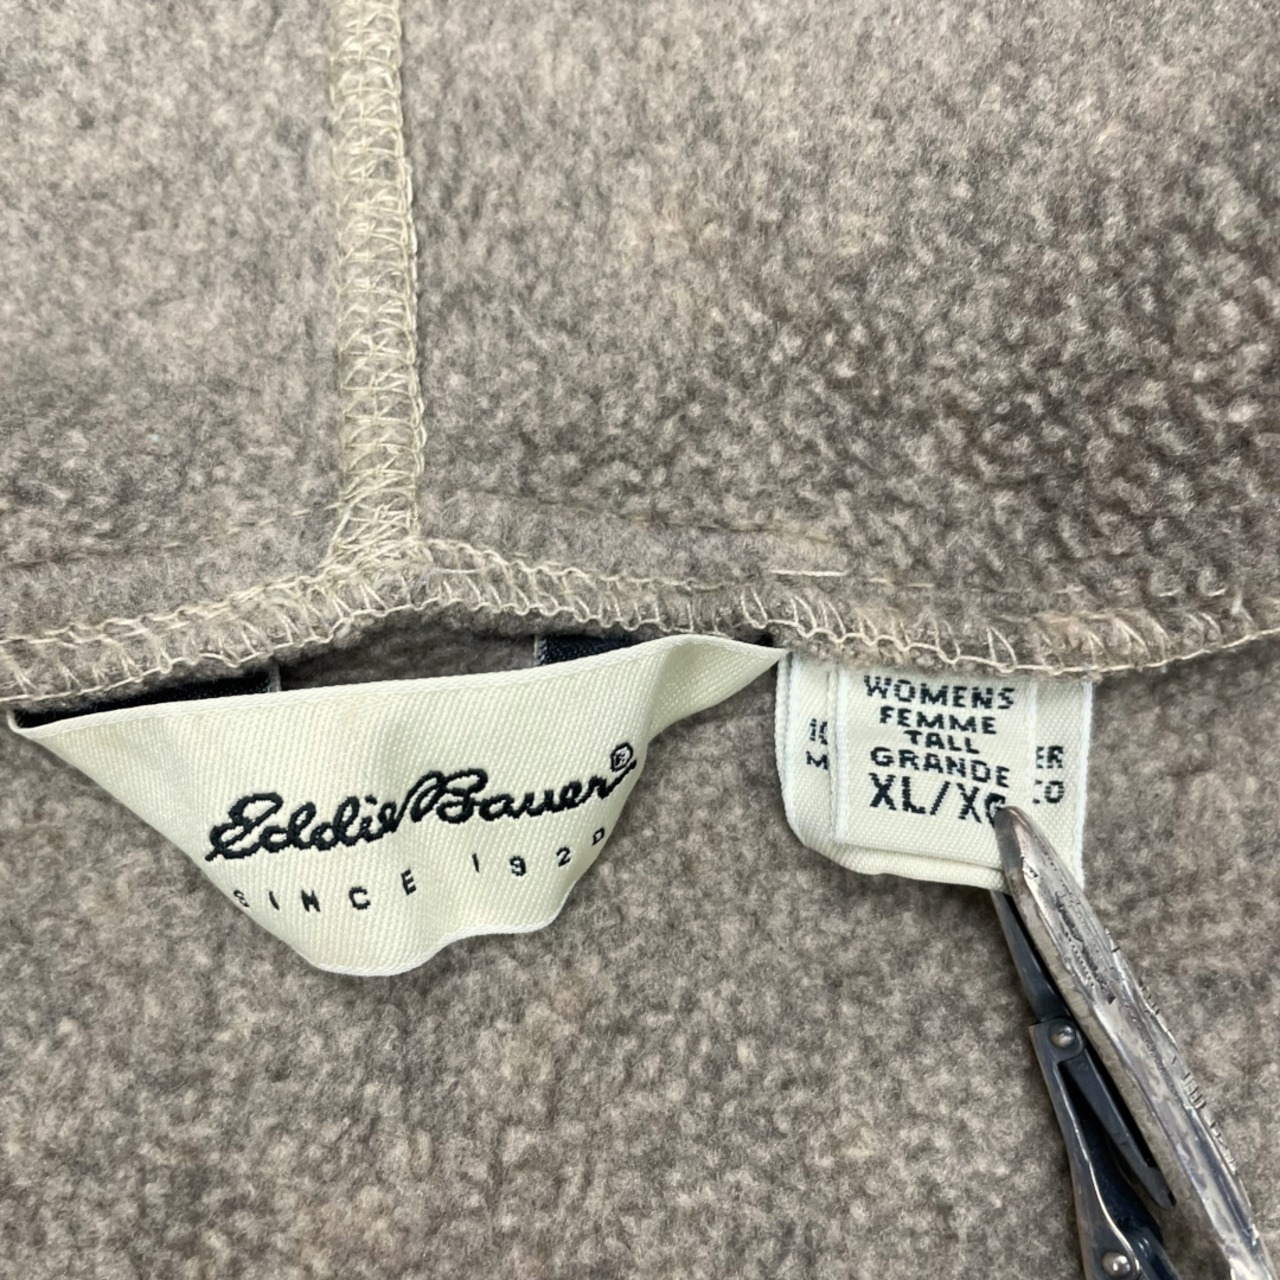 Eddie Bauer®
SINCE 1920
WOMENS
FEMME
TALL
GRANDE
XL/XG